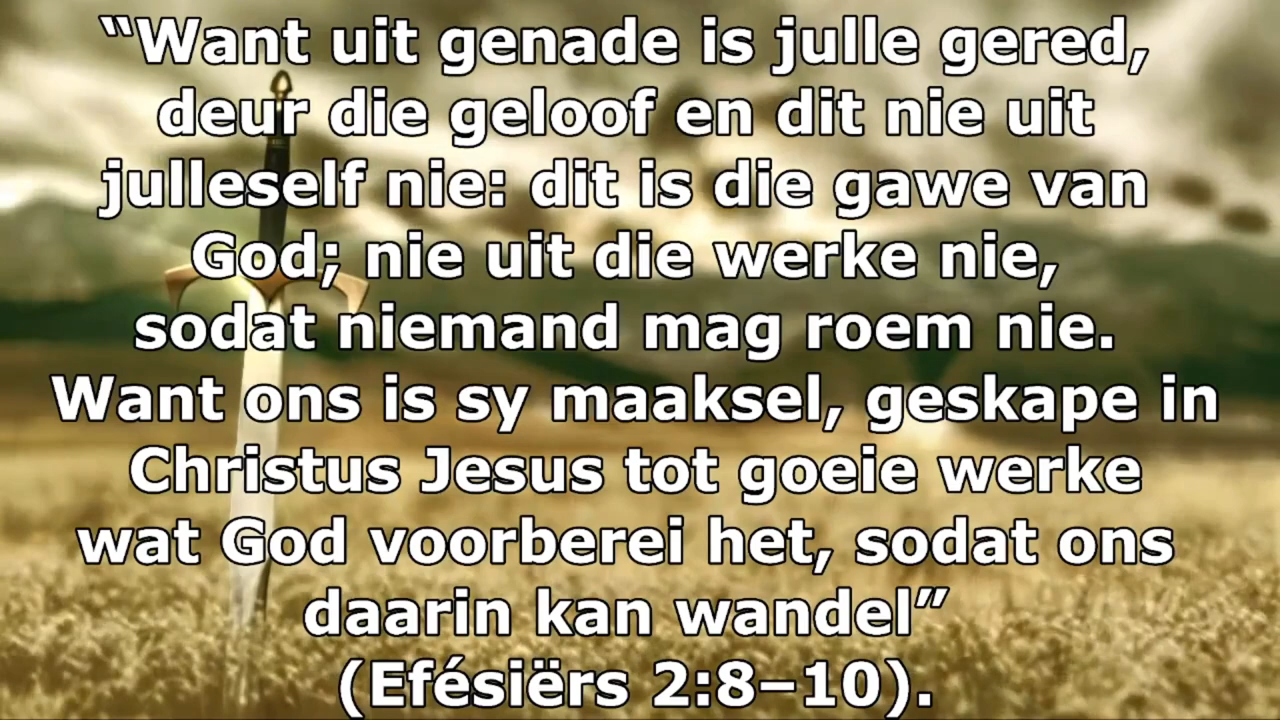 “Want uit genade is julle gered,
deur die geloof en dit nie uit
julleself nie: dit is die gawe van
God; nie uit die werke nie,
sodat niemand mag roem nie.
Want ons is sy maaksel, geskape in
Christus Jesus tot goeie werke
wat God voorberei het, sodat ons
daarin kan wandel”
(Efésiërs 2:8–10).